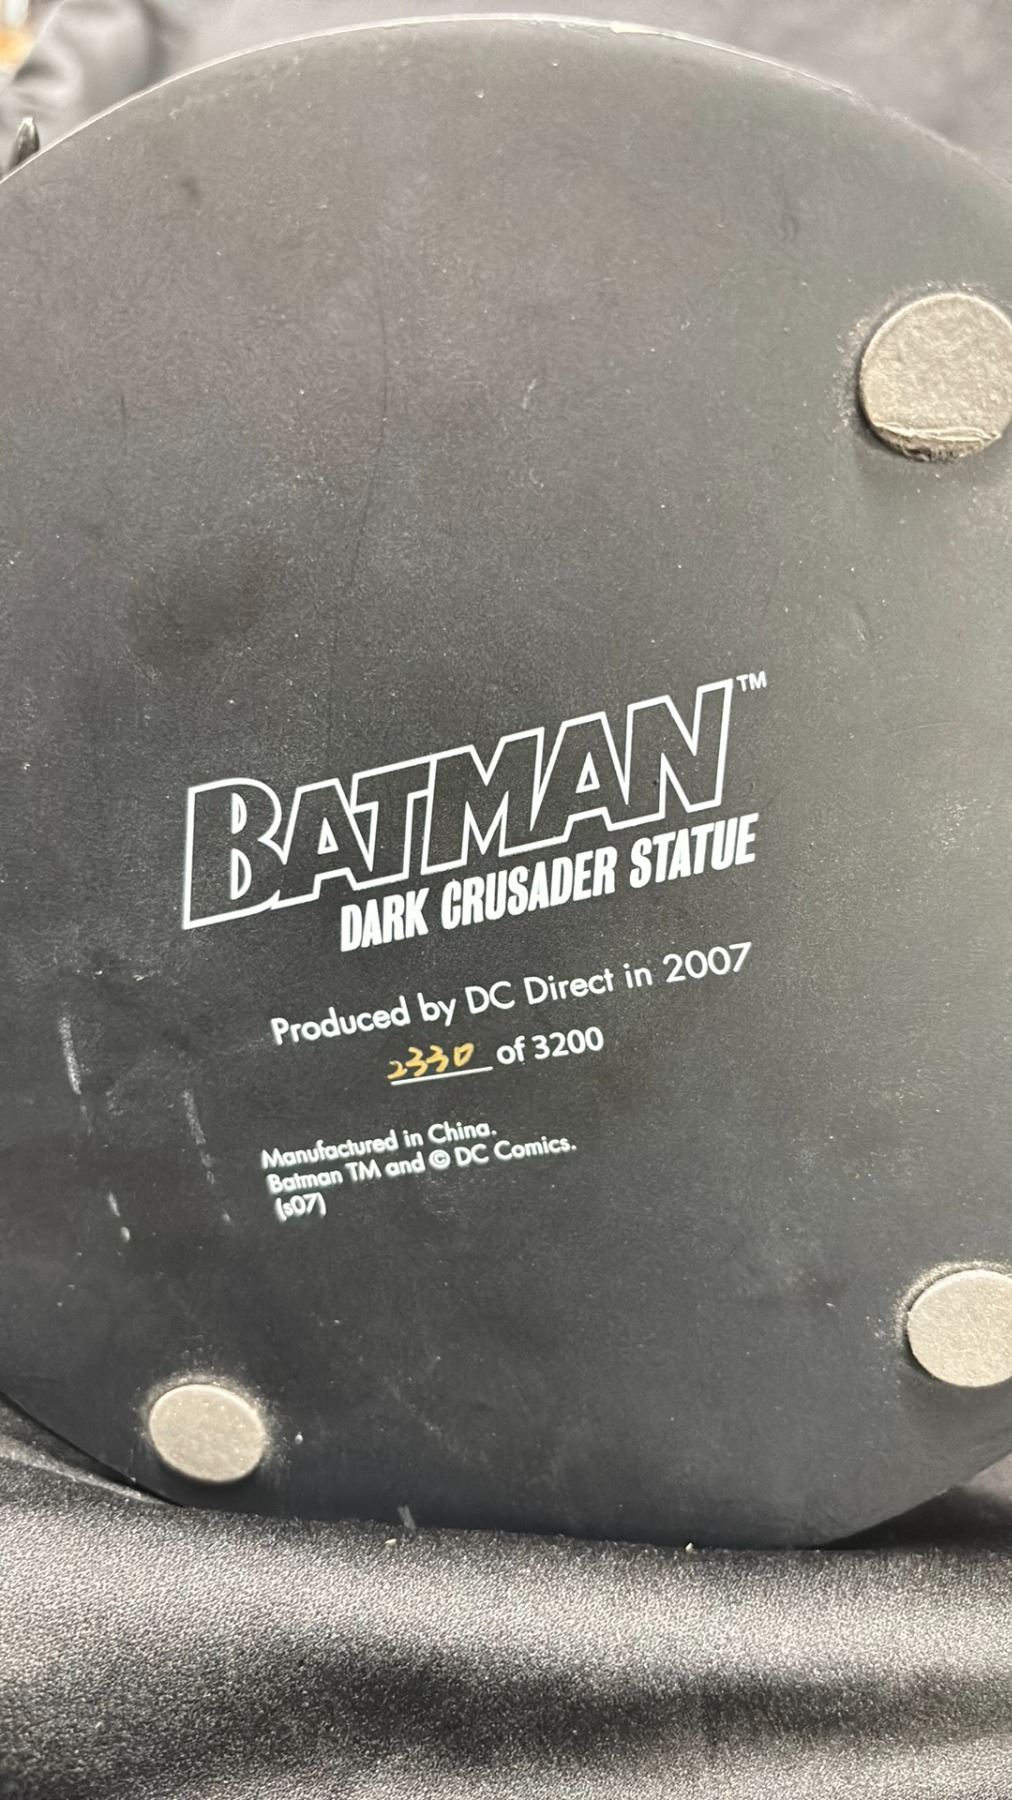 BATMAN™
DARK CRUSADER STATUE
Produced by DC Direct in 2007
2330 of 3200
Manufactured in China.
Batman TM and © DC Comics.
(s07)